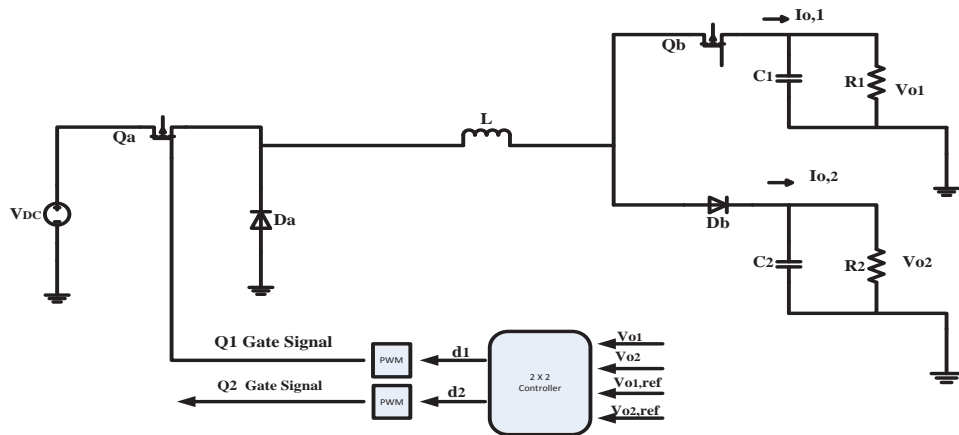 Io,1
Qb
C1
R1
Vo1
L
Qa
Io,2
VDC
Da
Db
C2
R2
Vo2
Q1 Gate Signal
PWM
d1
Vo1
Vo2
2 X 2
Controller
Q2 Gate Signal
PWM
d2
Vo1,ref
Vo2,ref